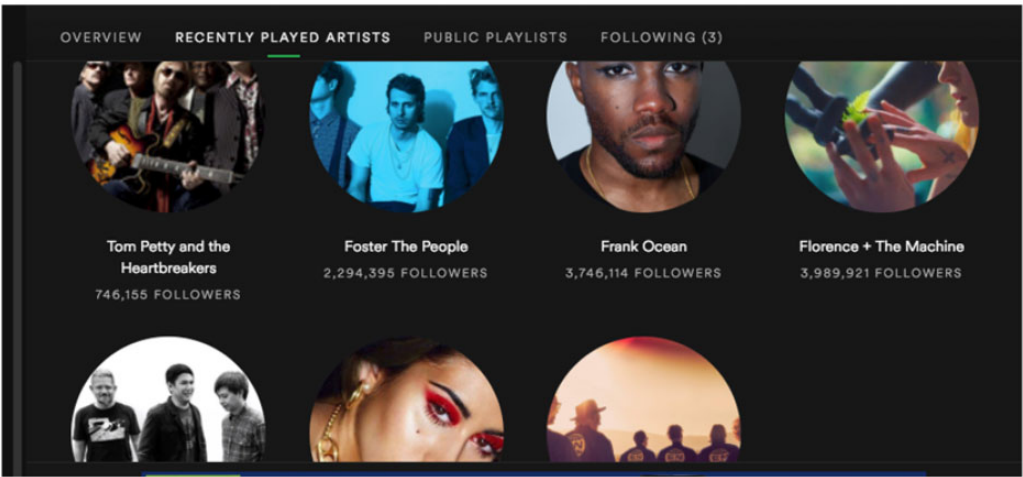 OVERVIEW
RECENTLY PLAYED ARTISTS
PUBLIC PLAYLISTS
FOLLOWING (3)
Tom Petty and the
Heartbreakers
746,155 FOLLOWERS
Foster The People
2,294,395 FOLLOWERS
Frank Ocean
3,746,114 FOLLOWERS
Florence + The Machine
3,989,921 FOLLOWERS